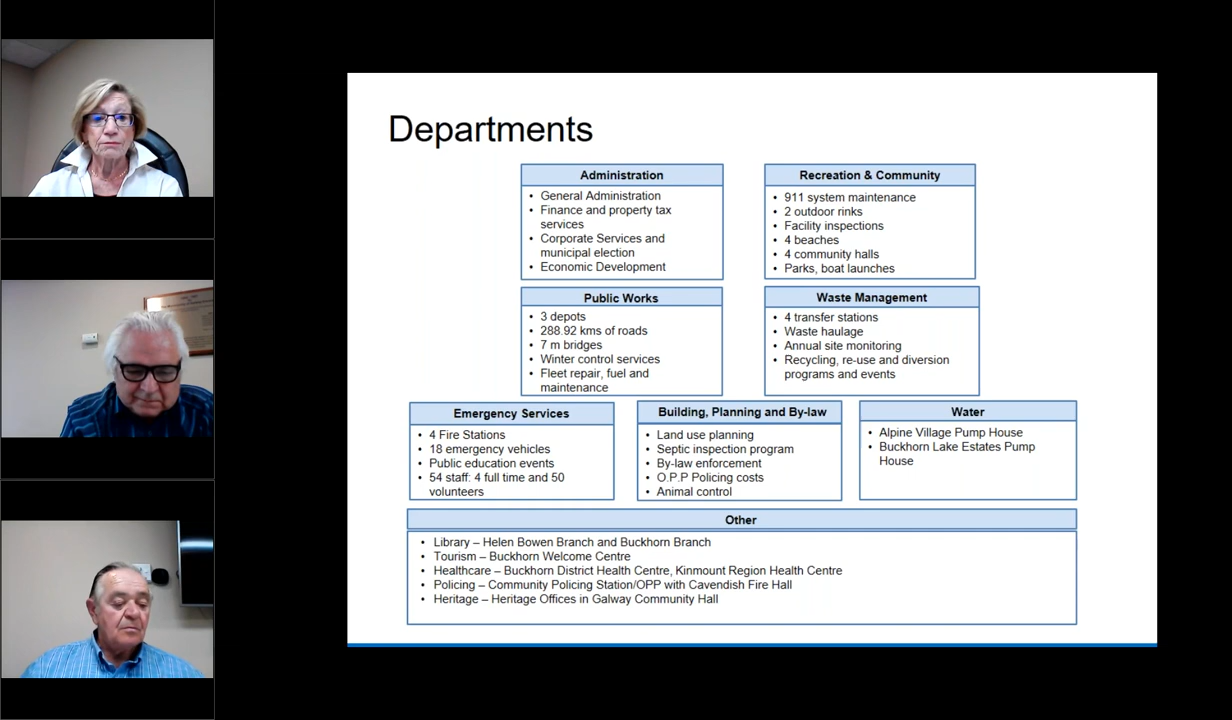 Departments
Administration
• General Administration
• Finance and property tax
services
• Corporate Services and
municipal election
• Economic Development
Recreation & Community
• 911 system maintenance
• 2 outdoor rinks
• Facility inspections
• 4 beaches
• 4 community halls
• Parks, boat launches
Public Works
• 3 depots
• 288.92 kms of roads
• 7 m bridges
• Winter control services
• Fleet repair, fuel and
maintenance
Waste Management
• 4 transfer stations
• Waste haulage
• Annual site monitoring
• Recycling, re-use and diversion
programs and events
Emergency Services
• 4 Fire Stations
• 18 emergency vehicles
• Public education events
• 54 staff: 4 full time and 50
volunteers
Building, Planning and By-law
• Land use planning
• Septic inspection program
• By-law enforcement
• O.P.P Policing costs
• Animal control
Water
• Alpine Village Pump House
• Buckhorn Lake Estates Pump
House
Other
• Library – Helen Bowen Branch and Buckhorn Branch
• Tourism – Buckhorn Welcome Centre
• Healthcare – Buckhorn District Health Centre, Kinmount Region Health Centre
• Policing – Community Policing Station/OPP with Cavendish Fire Hall
• Heritage – Heritage Offices in Galway Community Hall